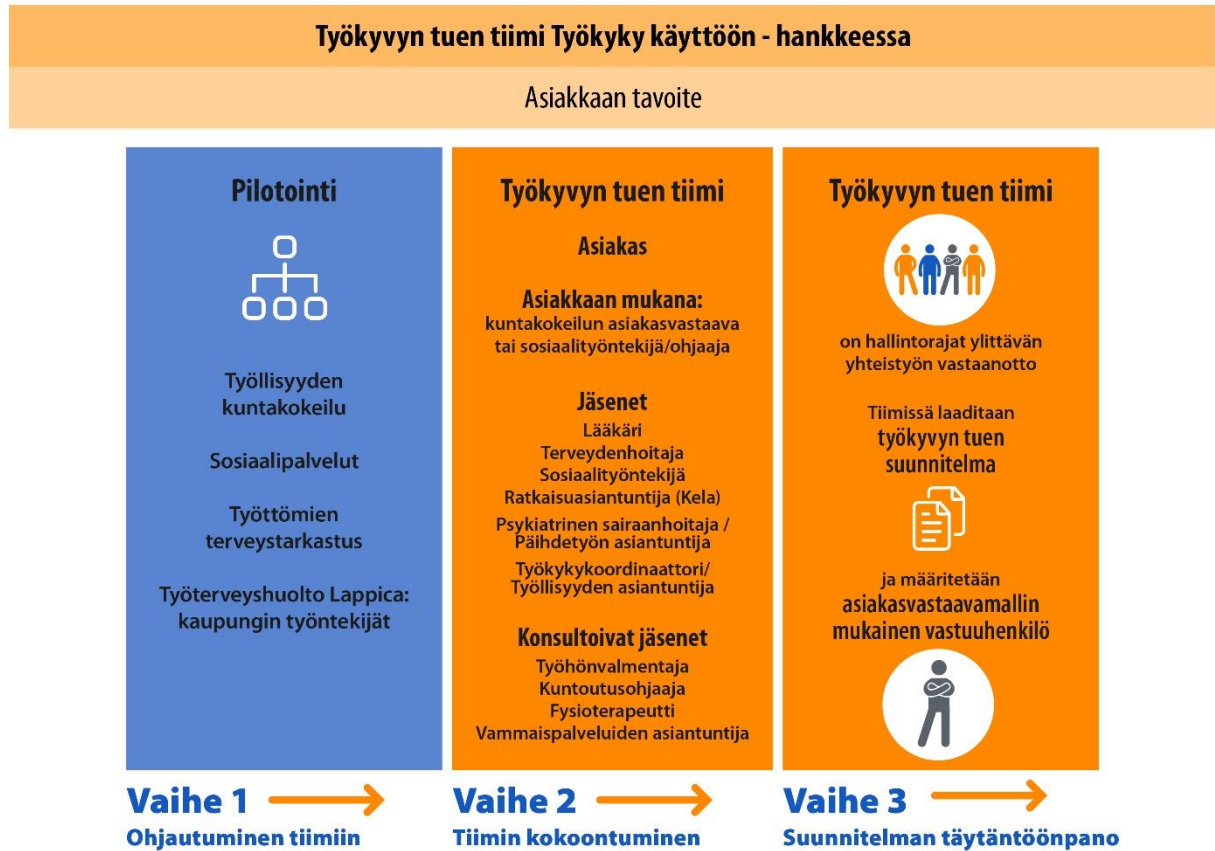 Työkyvyn tuen tiimi Työkyky käyttöön - hankkeessa
Asiakkaan tavoite
Pilotointi
Työllisyyden
kuntakokeilu
Sosiaalipalvelut
Työttömien
terveystarkastus
Työterveyshuolto Lappica:
kaupungin työntekijät
Vaihe 1
Ohjautuminen tiimiin
Työkyvyn tuen tiimi
Asiakas
Asiakkaan mukana:
kuntakokeilun asiakasvastaava
tai sosiaalityöntekijä/ohjaaja
Jäsenet
Lääkäri
Terveydenhoitaja
Sosiaalityöntekijä
Ratkaisuasiantuntija (Kela)
Psykiatrinen sairaanhoitaja /
Päihdetyön asiantuntija
Työkykykoordinaattori/
Työllisyyden asiantuntija
Konsultoivat jäsenet
Työhönvalmentaja
Kuntoutusohjaaja
Fysioterapeutti
Vammaispalveluiden asiantuntija
Vaihe 2
Tiimin kokoontuminen
Työkyvyn tuen tiimi
on hallintorajat ylittävän
yhteistyön vastaanotto
Tiimissä laaditaan
työkyvyn tuen
suunnitelma
ja määritetään
asiakasvastaavamallin
mukainen vastuuhenkilö
Vaihe 3
Suunnitelman täytäntöönpano